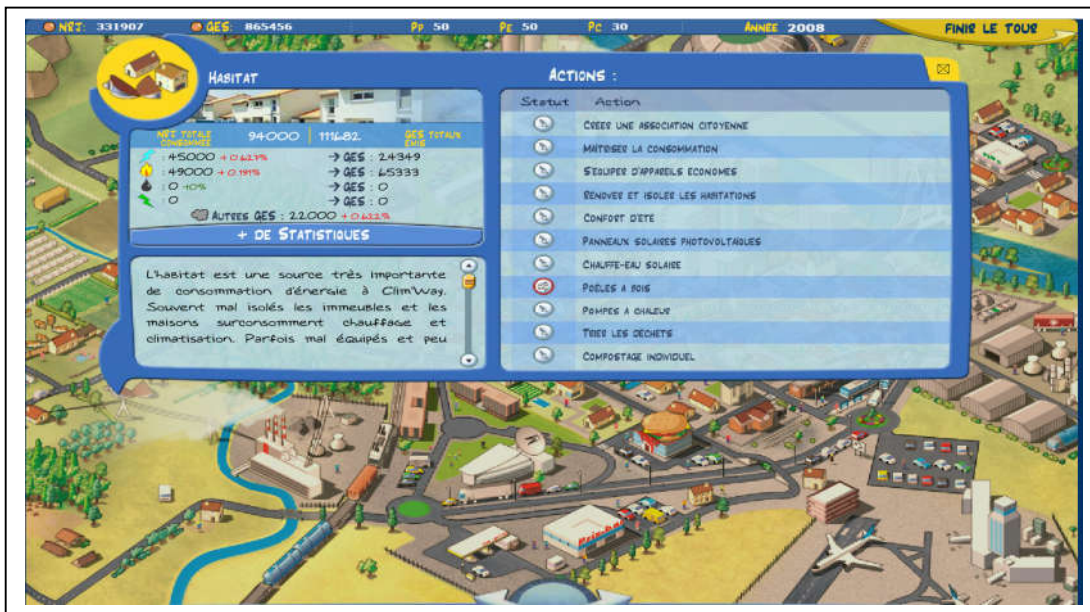 NRJ: 331907 GES: 865456 PP 50 PE 50 PC 30 ANNEE 2008 FINIR LE TOUR
HABITAT
NRJ TOTALE CONSOMMÉE 94000 111682 GES TOTAUX ÉMIS
: 45000 + 0.627% → GES : 24349
: 49000 + 0.191% → GES : 65333
: 0 +0% → GES : 0
: 0 → GES : 0
AUTRES GES : 22000 + 0.622%
+ DE STATISTIQUES
L'habitat est une source très importante
de consommation d'énergie à Clim'Way.
Souvent mal isolés les immeubles et les
maisons surconsomment chauffage et
climatisation. Parfois mal équipés et peu
ACTIONS :
Statut Action
CRÉER UNE ASSOCIATION CITOYENNE
MAÎTRISER LA CONSOMMATION
S'ÉQUIPER D'APPAREILS ÉCONOMES
RÉNOVER ET ISOLER LES HABITATIONS
CONFORT D'ÉTÉ
PANNEAUX SOLAIRES PHOTOVOLTAÏQUES
CHAUFFE-EAU SOLAIRE
POÊLES A BOIS
POMPES A CHALEUR
TRIER LES DÉCHETS
COMPOSTAGE INDIVIDUEL